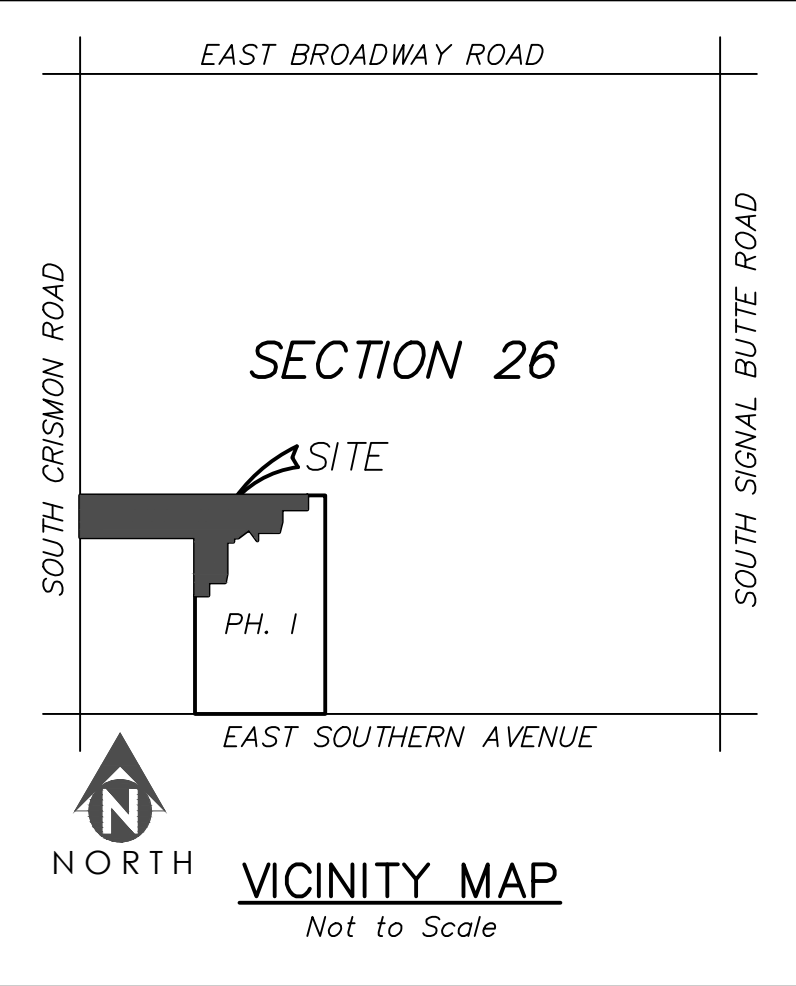 EAST BROADWAY ROAD
SOUTH CRISMON ROAD
SOUTH SIGNAL BUTTE ROAD
SECTION 26
SITE
PH. I
EAST SOUTHERN AVENUE
N
NORTH
VICINITY MAP
Not to Scale